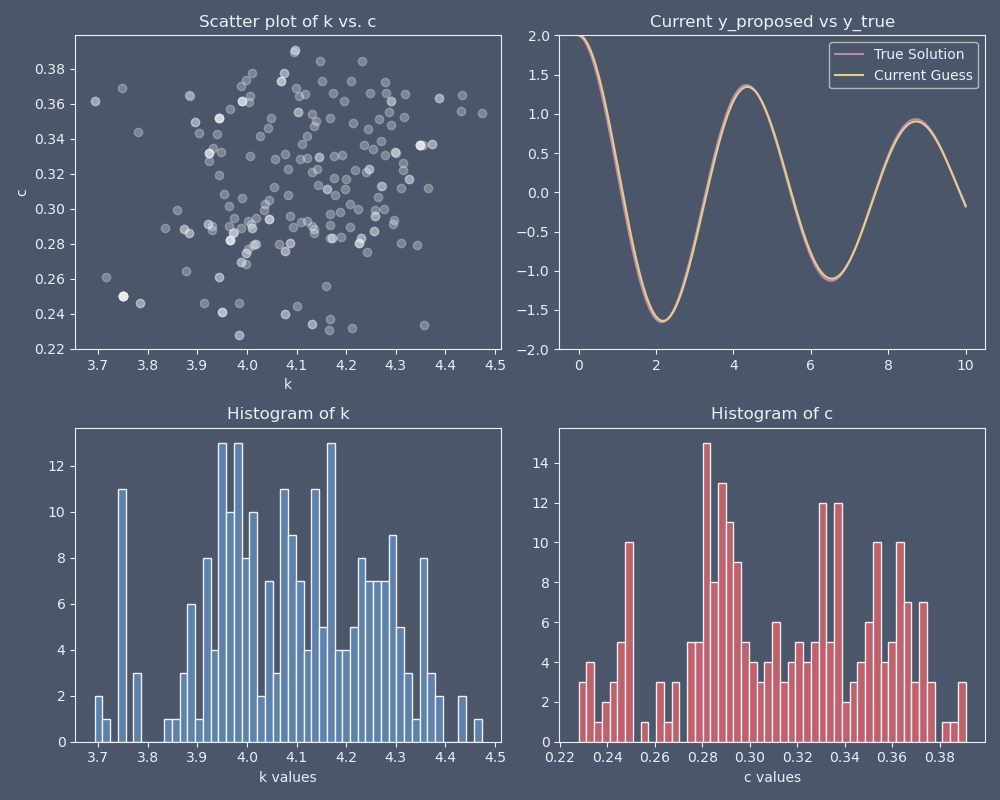 Scatter plot of k vs. c
0.38
0.36
0.34
0.32
0.30
0.28
0.26
0.24
0.22
c
3.7 3.8 3.9 4.0 4.1 4.2 4.3 4.4 4.5
k
Current y_proposed vs y_true
True Solution
Current Guess
2.0
1.5
1.0
0.5
0.0
−0.5
−1.0
−1.5
−2.0
0 2 4 6 8 10
Histogram of k
12
10
8
6
4
2
0
3.7 3.8 3.9 4.0 4.1 4.2 4.3 4.4 4.5
k values
Histogram of c
14
12
10
8
6
4
2
0
0.22 0.24 0.26 0.28 0.30 0.32 0.34 0.36 0.38
c values